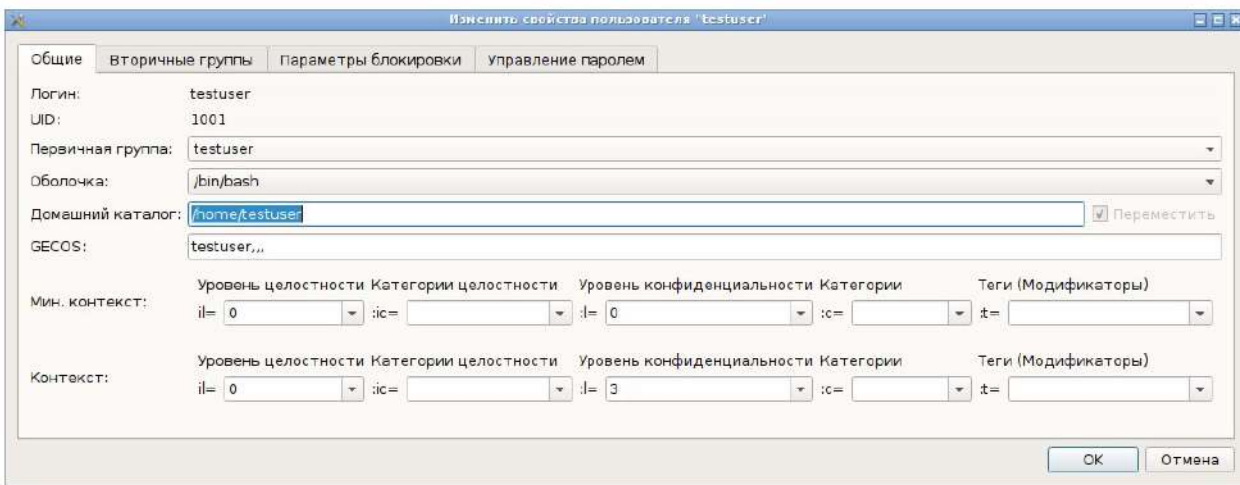 Изменить свойства пользователя "testuser"
Общие Вторичные группы Параметры блокировки Управление паролем
Логин: testuser
UID: 1001
Первичная группа: testuser
Оболочка: /bin/bash
Домашний каталог: /home/testuser Переместить
GECOS: testuser,,,
Уровень целостности Категории целостности Уровень конфиденциальности Категории Теги (Модификаторы)
Мин. контекст: il= 0 :ic= :l= 0 :c= :t=
Уровень целостности Категории целостности Уровень конфиденциальности Категории Теги (Модификаторы)
Контекст: il= 0 :ic= :l= 3 :c= :t=
OK Отмена